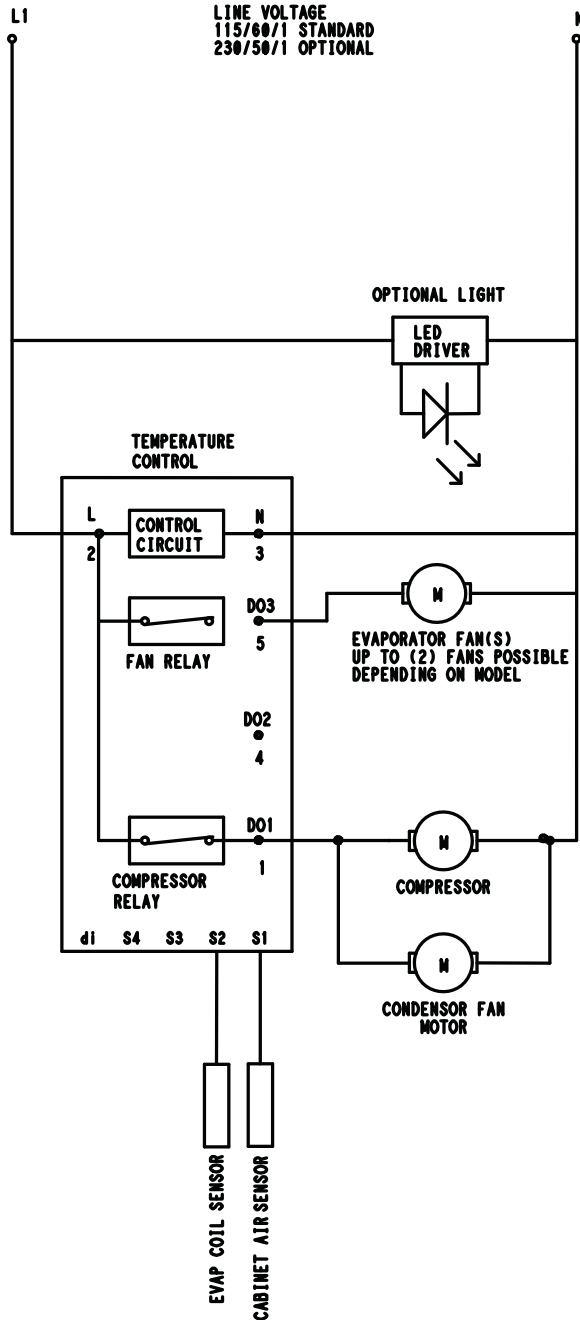 L1
LINE VOLTAGE
115/60/1 STANDARD
230/50/1 OPTIONAL
OPTIONAL LIGHT
LED
DRIVER
TEMPERATURE
CONTROL
L
2
CONTROL
CIRCUIT
N
3
FAN RELAY
DO3
5
M
EVAPORATOR FAN(S)
UP TO (2) FANS POSSIBLE
DEPENDING ON MODEL
DO2
4
COMPRESSOR
RELAY
DO1
1
M
COMPRESSOR
M
CONDENSOR FAN
MOTOR
di S4 S3 S2 S1
EVAP COIL SENSOR
CABINET AIR SENSOR